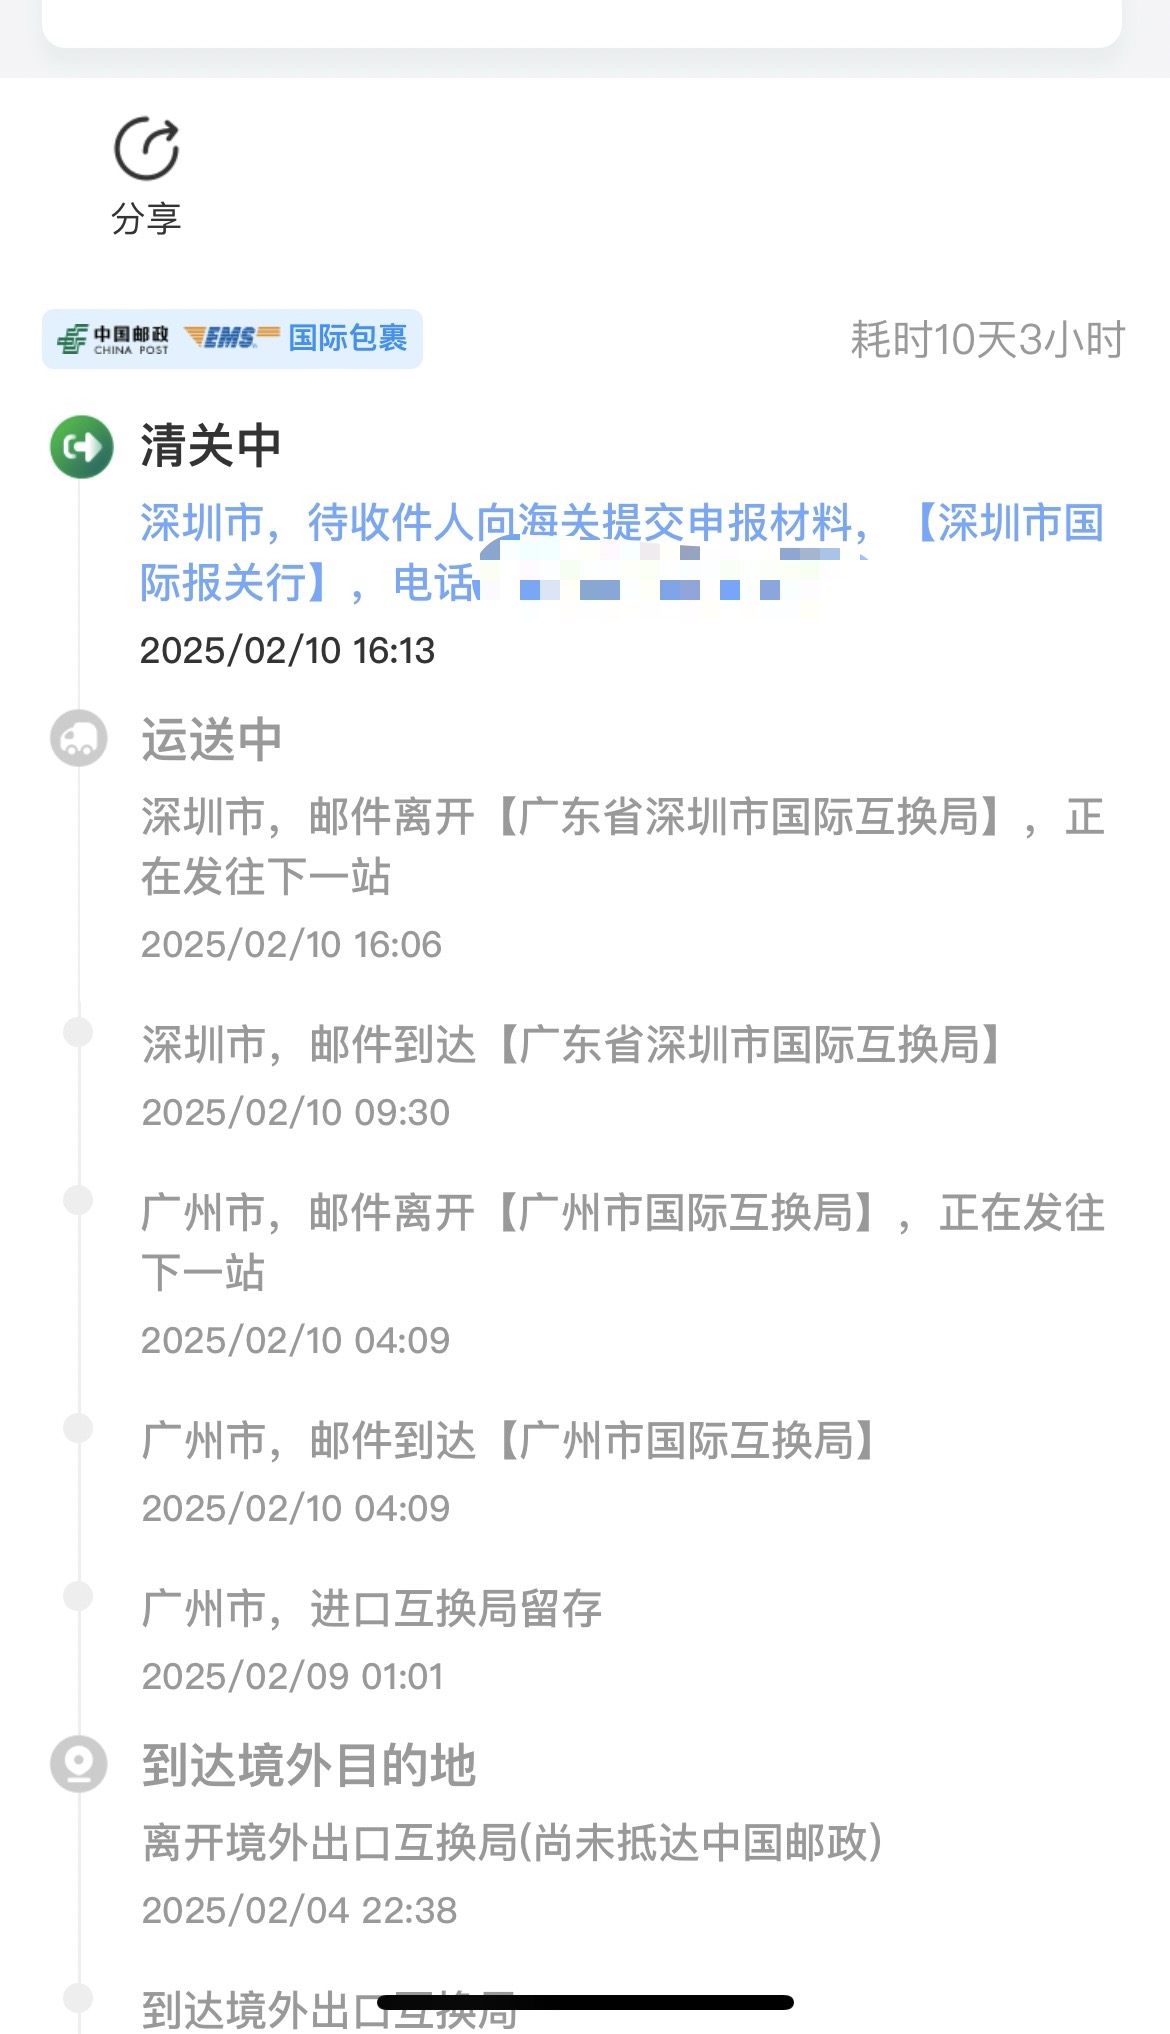 分享
中国邮政 CHINA POST EMS 国际包裹
耗时10天3小时
清关中
深圳市，待收件人向海关提交申报材料，【深圳市国
际报关行】，电话
2025/02/10 16:13
运送中
深圳市，邮件离开【广东省深圳市国际互换局】，正
在发往下一站
2025/02/10 16:06
深圳市，邮件到达【广东省深圳市国际互换局】
2025/02/10 09:30
广州市，邮件离开【广州市国际互换局】，正在发往
下一站
2025/02/10 04:09
广州市，邮件到达【广州市国际互换局】
2025/02/10 04:09
广州市，进口互换局留存
2025/02/09 01:01
到达境外目的地
离开境外出口互换局(尚未抵达中国邮政)
2025/02/04 22:38
到达境外出口互换局